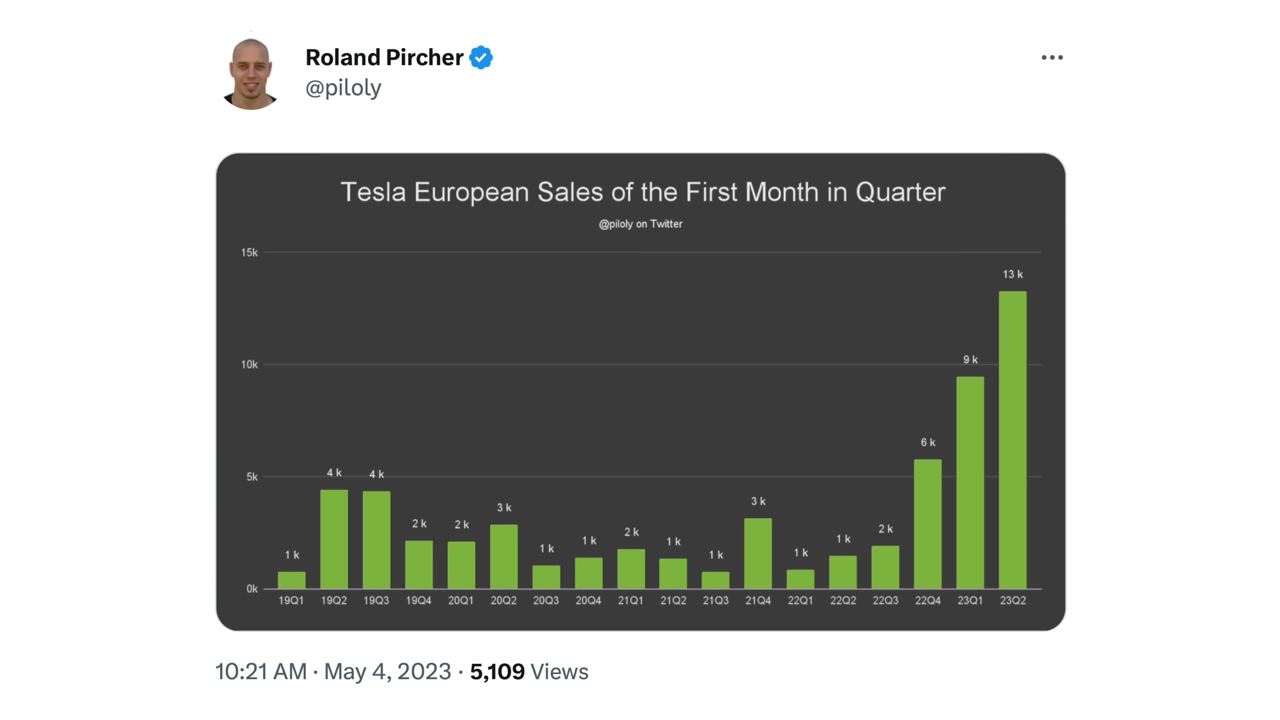 Roland Pircher
@piloly
Tesla European Sales of the First Month in Quarter
@piloly on Twitter
15k
13 k
10k
9 k
6 k
5k
4 k
4 k
3 k
3 k
2 k
2 k
2 k
2 k
1 k
1 k
1 k
1 k
1 k
1 k
1 k
0k
19Q1 19Q2 19Q3 19Q4 20Q1 20Q2 20Q3 20Q4 21Q1 21Q2 21Q3 21Q4 22Q1 22Q2 22Q3 22Q4 23Q1 23Q2
10:21 AM · May 4, 2023 · 5,109 Views